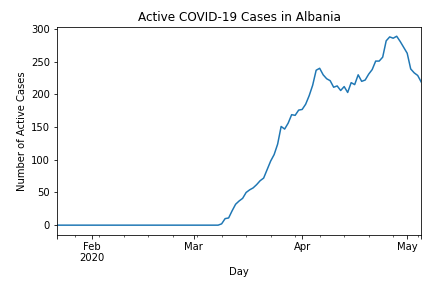 Active COVID-19 Cases in Albania
300
250
200
150
100
50
0
Number of Active Cases
Feb Mar Apr May
2020
Day